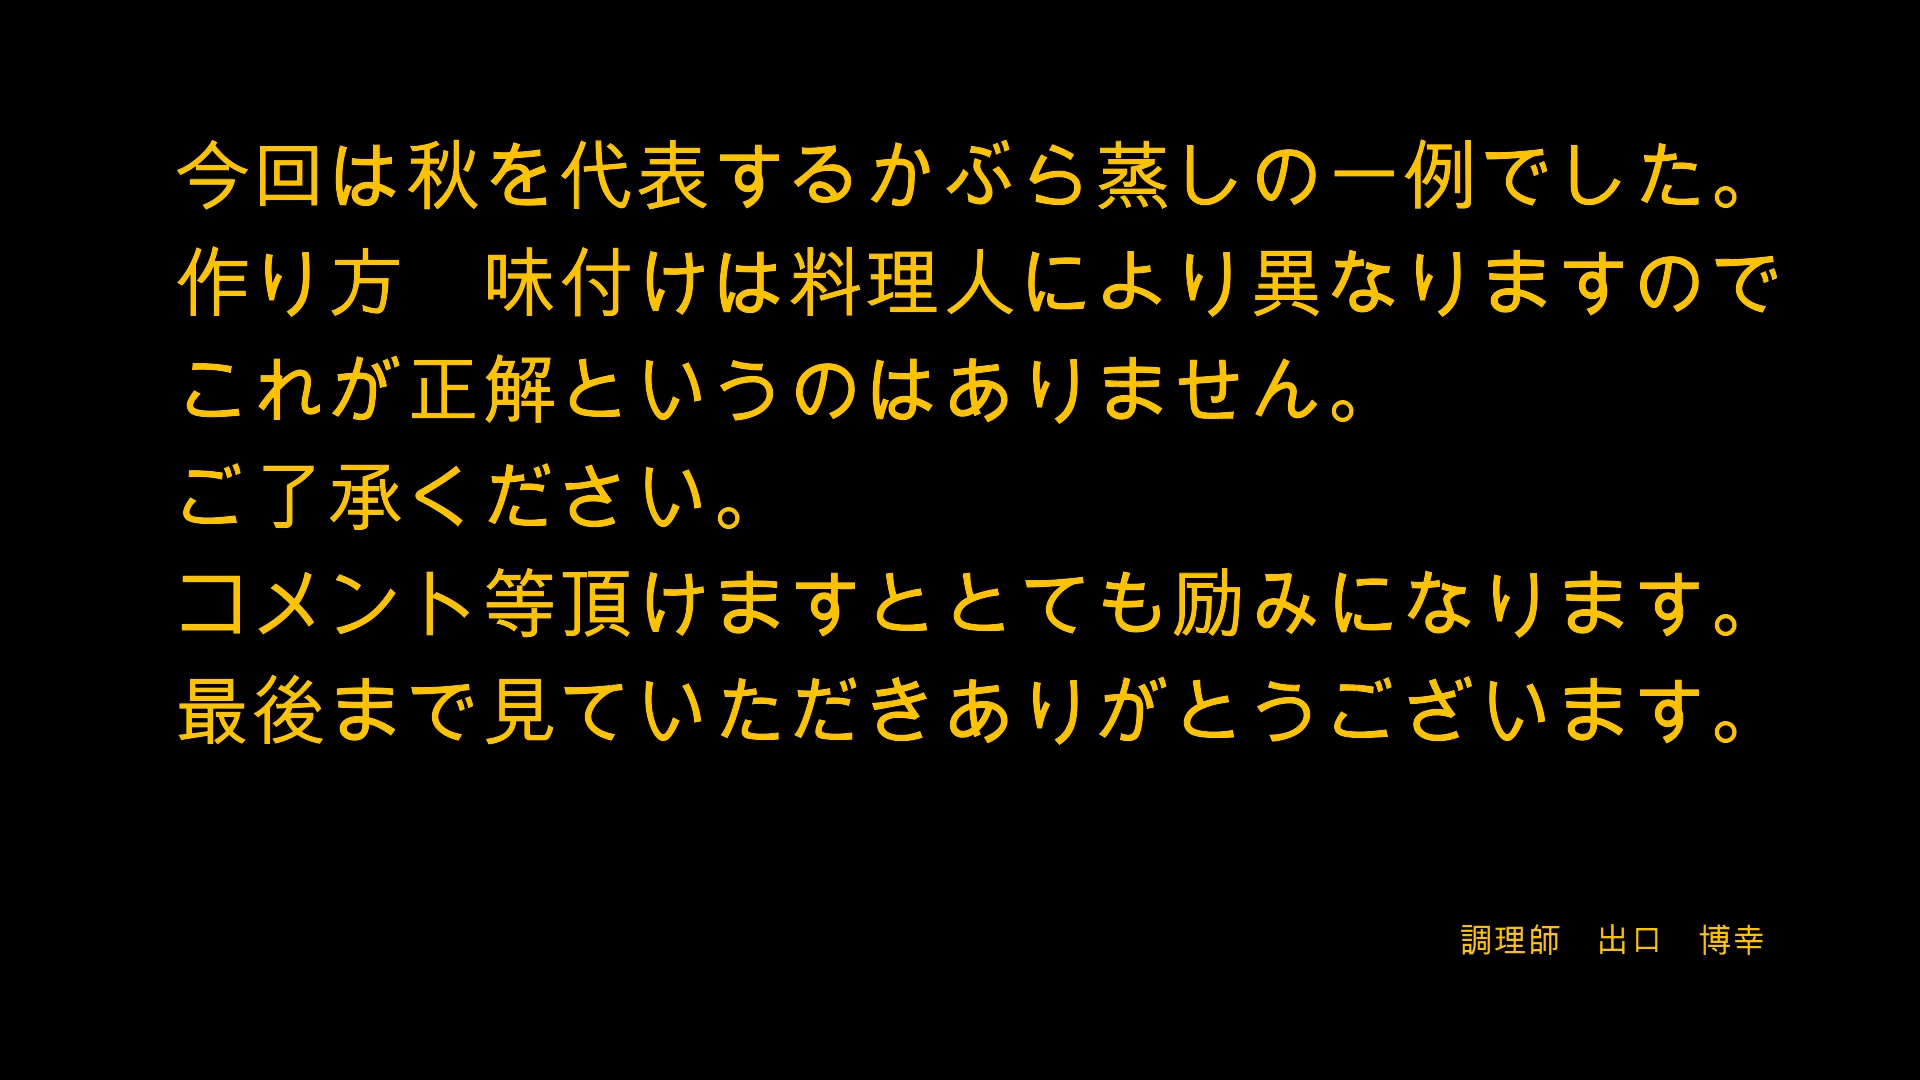 今回は秋を代表するかぶら蒸しの一例でした。
作り方　味付けは料理人により異なりますので
これが正解というのはありません。
ご了承ください。
コメント等頂けますととても励みになります。
最後まで見ていただきありがとうございます。
調理師　出口　博幸